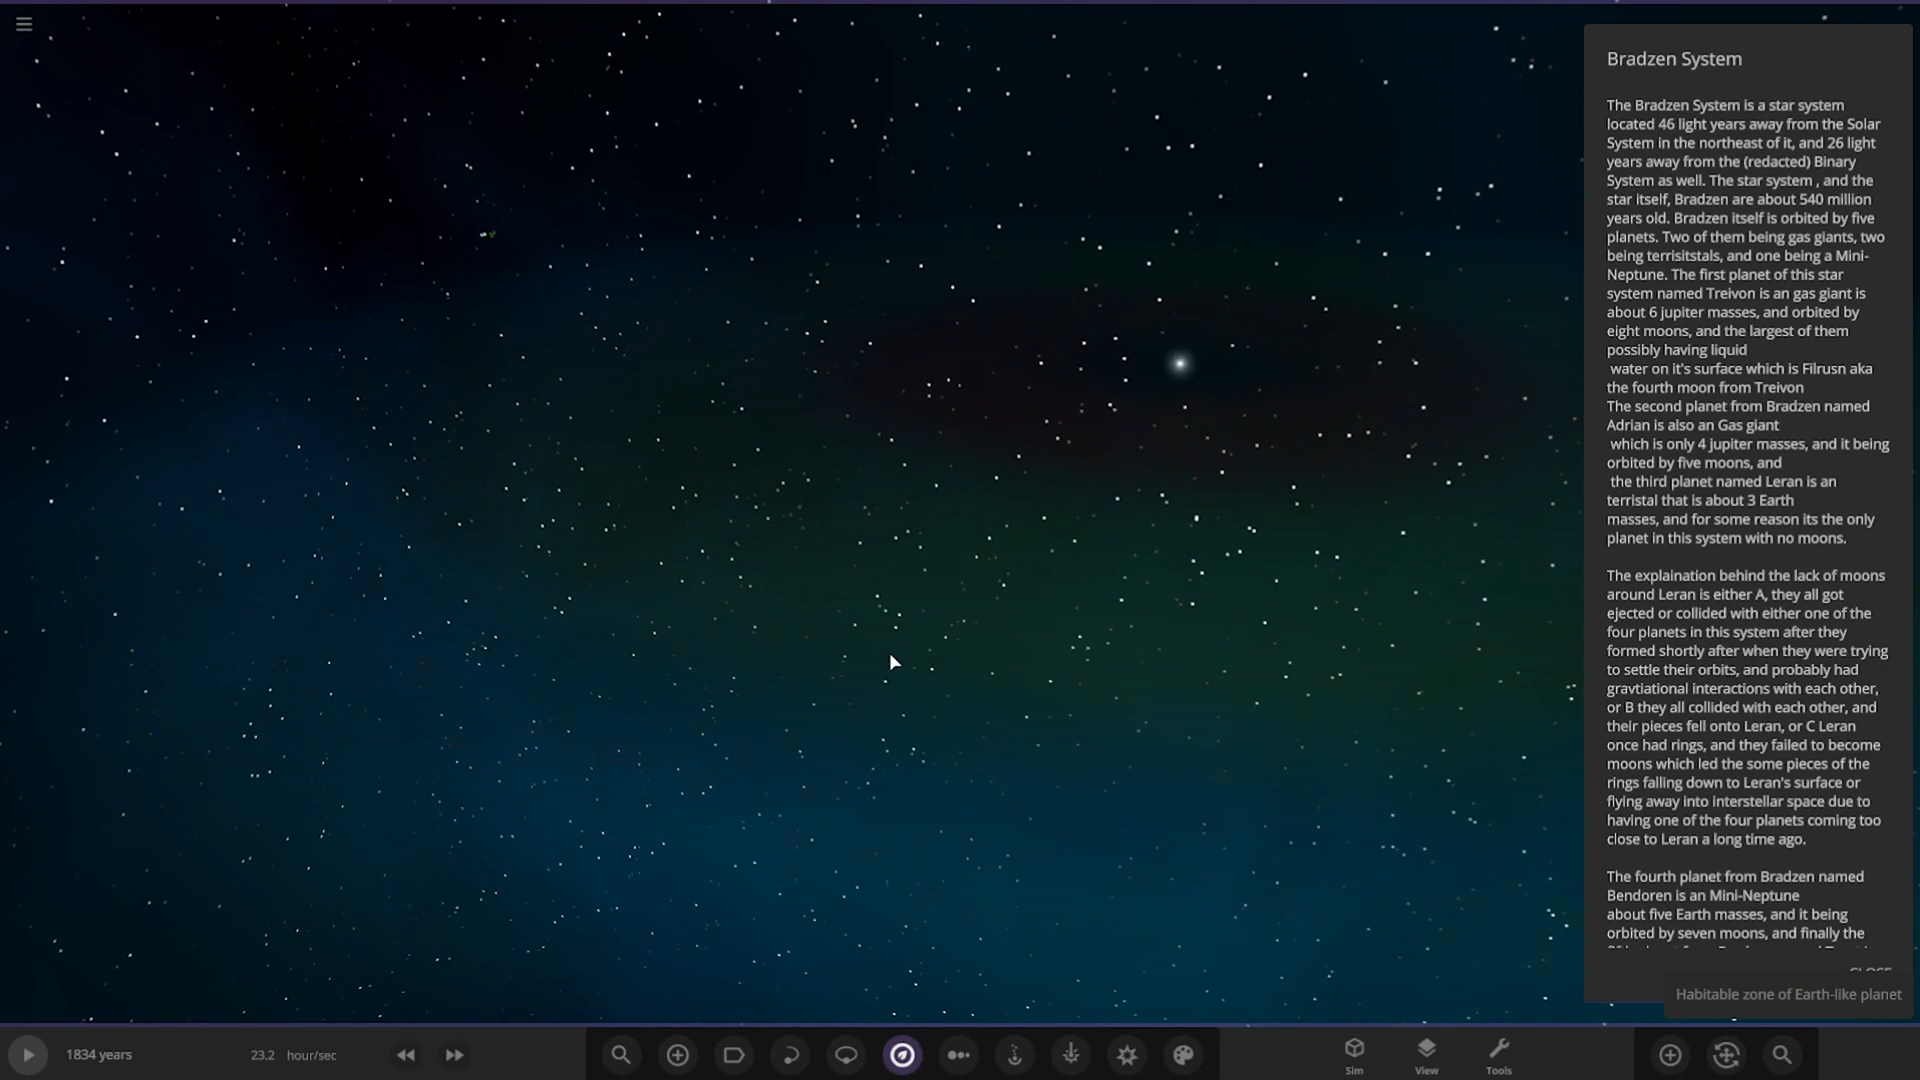 Bradzen System
The Bradzen System is a star system
located 46 light years away from the Solar
System in the northeast of it, and 26 light
years away from the (redacted) Binary
System as well. The star system , and the
star itself, Bradzen are about 540 million
years old. Bradzen itself is orbited by five
planets. Two of them being gas giants, two
being terrisitstals, and one being a Mini-
Neptune. The first planet of this star
system named Treivon is an gas giant is
about 6 jupiter masses, and orbited by
eight moons, and the largest of them
possibly having liquid
water on it's surface which is Filrusn aka
the fourth moon from Treivon
The second planet from Bradzen named
Adrian is also an Gas giant
which is only 4 jupiter masses, and it being
orbited by five moons, and
the third planet named Leran is an
terristal that is about 3 Earth
masses, and for some reason its the only
planet in this system with no moons.
The explaination behind the lack of moons
around Leran is either A, they all got
ejected or collided with either one of the
four planets in this system after they
formed shortly after when they were trying
to settle their orbits, and probably had
gravtiational interactions with each other,
or B they all collided with each other, and
their pieces fell onto Leran, or C Leran
once had rings, and they failed to become
moons which led the some pieces of the
rings falling down to Leran's surface or
flying away into interstellar space due to
having one of the four planets coming too
close to Leran a long time ago.
The fourth planet from Bradzen named
Bendoren is an Mini-Neptune
about five Earth masses, and it being
orbited by seven moons, and finally the
CLOSE
Habitable zone of Earth-like planet
1834 years
23.2 hour/sec
Sim
View
Tools